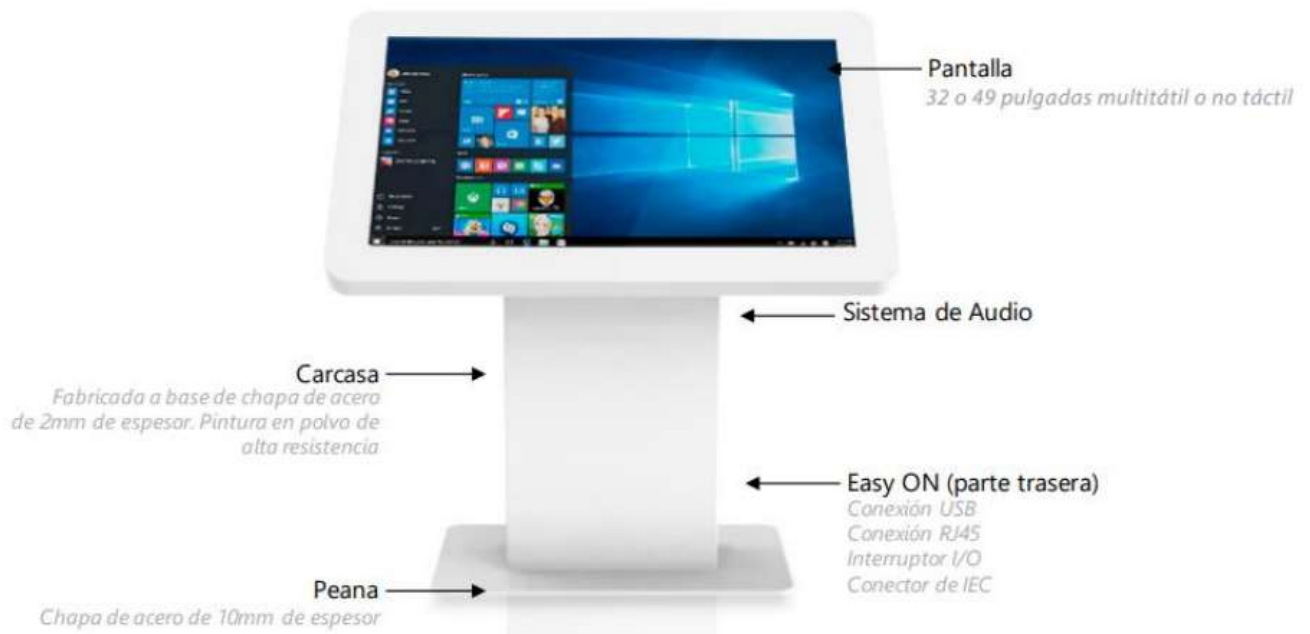 Pantalla
32 o 49 pulgadas multitátil o no táctil
Sistema de Audio
Carcasa
Fabricada a base de chapa de acero
de 2mm de espesor. Pintura en polvo de
alta resistencia
Easy ON (parte trasera)
Conexión USB
Conexión RJ45
Interruptor I/O
Conector de IEC
Peana
Chapa de acero de 10mm de espesor